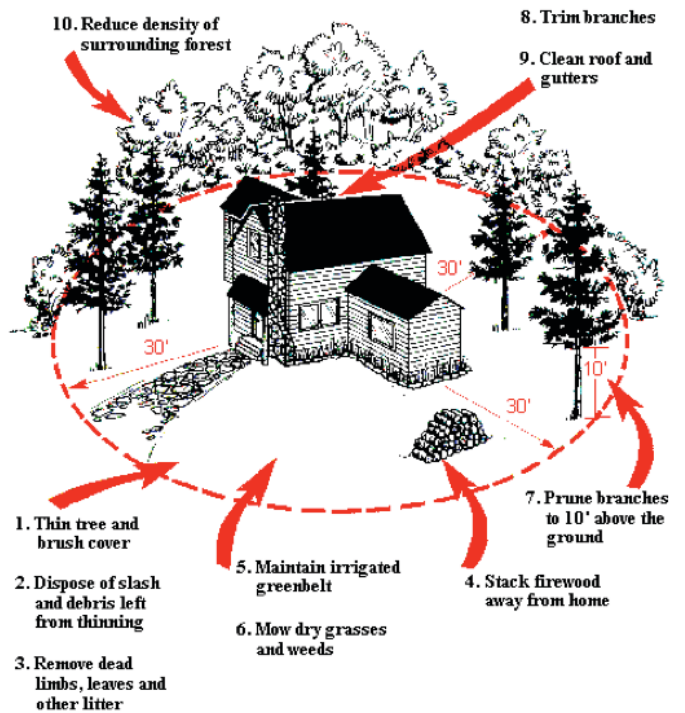 10. Reduce density of
surrounding forest
8. Trim branches
9. Clean roof and
gutters
30'
30'
10'
30'
1. Thin tree and
brush cover
2. Dispose of slash
and debris left
from thinning
3. Remove dead
limbs, leaves and
other litter
5. Maintain irrigated
greenbelt
6. Mow dry grasses
and weeds
7. Prune branches
to 10' above the
ground
4. Stack firewood
away from home